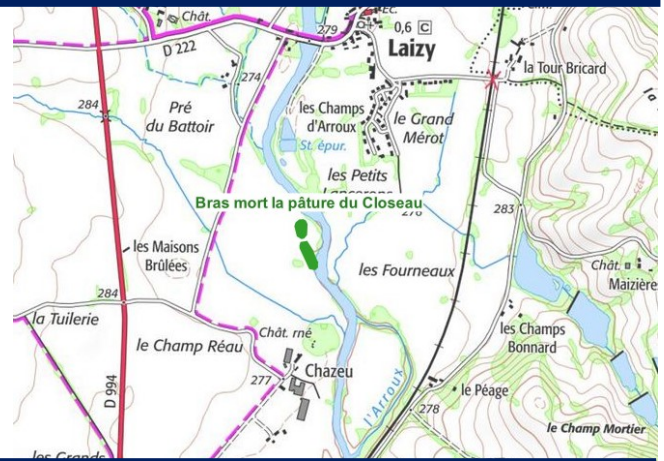 Chât.
EC.
279
0,6 C
Laizy
D 222
la Tour Bricard
274
284
Pré
du Battoir
les Champs
d'Arroux
le Grand
Mérot
St. épur.
les Petits
Bras mort la pâture du Closeau
283
les Maisons
Brûlées
les Fourneaux
Chât.
Maizière
284
la Tuilerie
Chât. rné
le Champ Réau
les Champs
Bonnard
Chazeu
277
D 994
l'Arroux
le Péage
278
le Champ Mortier
les Grands